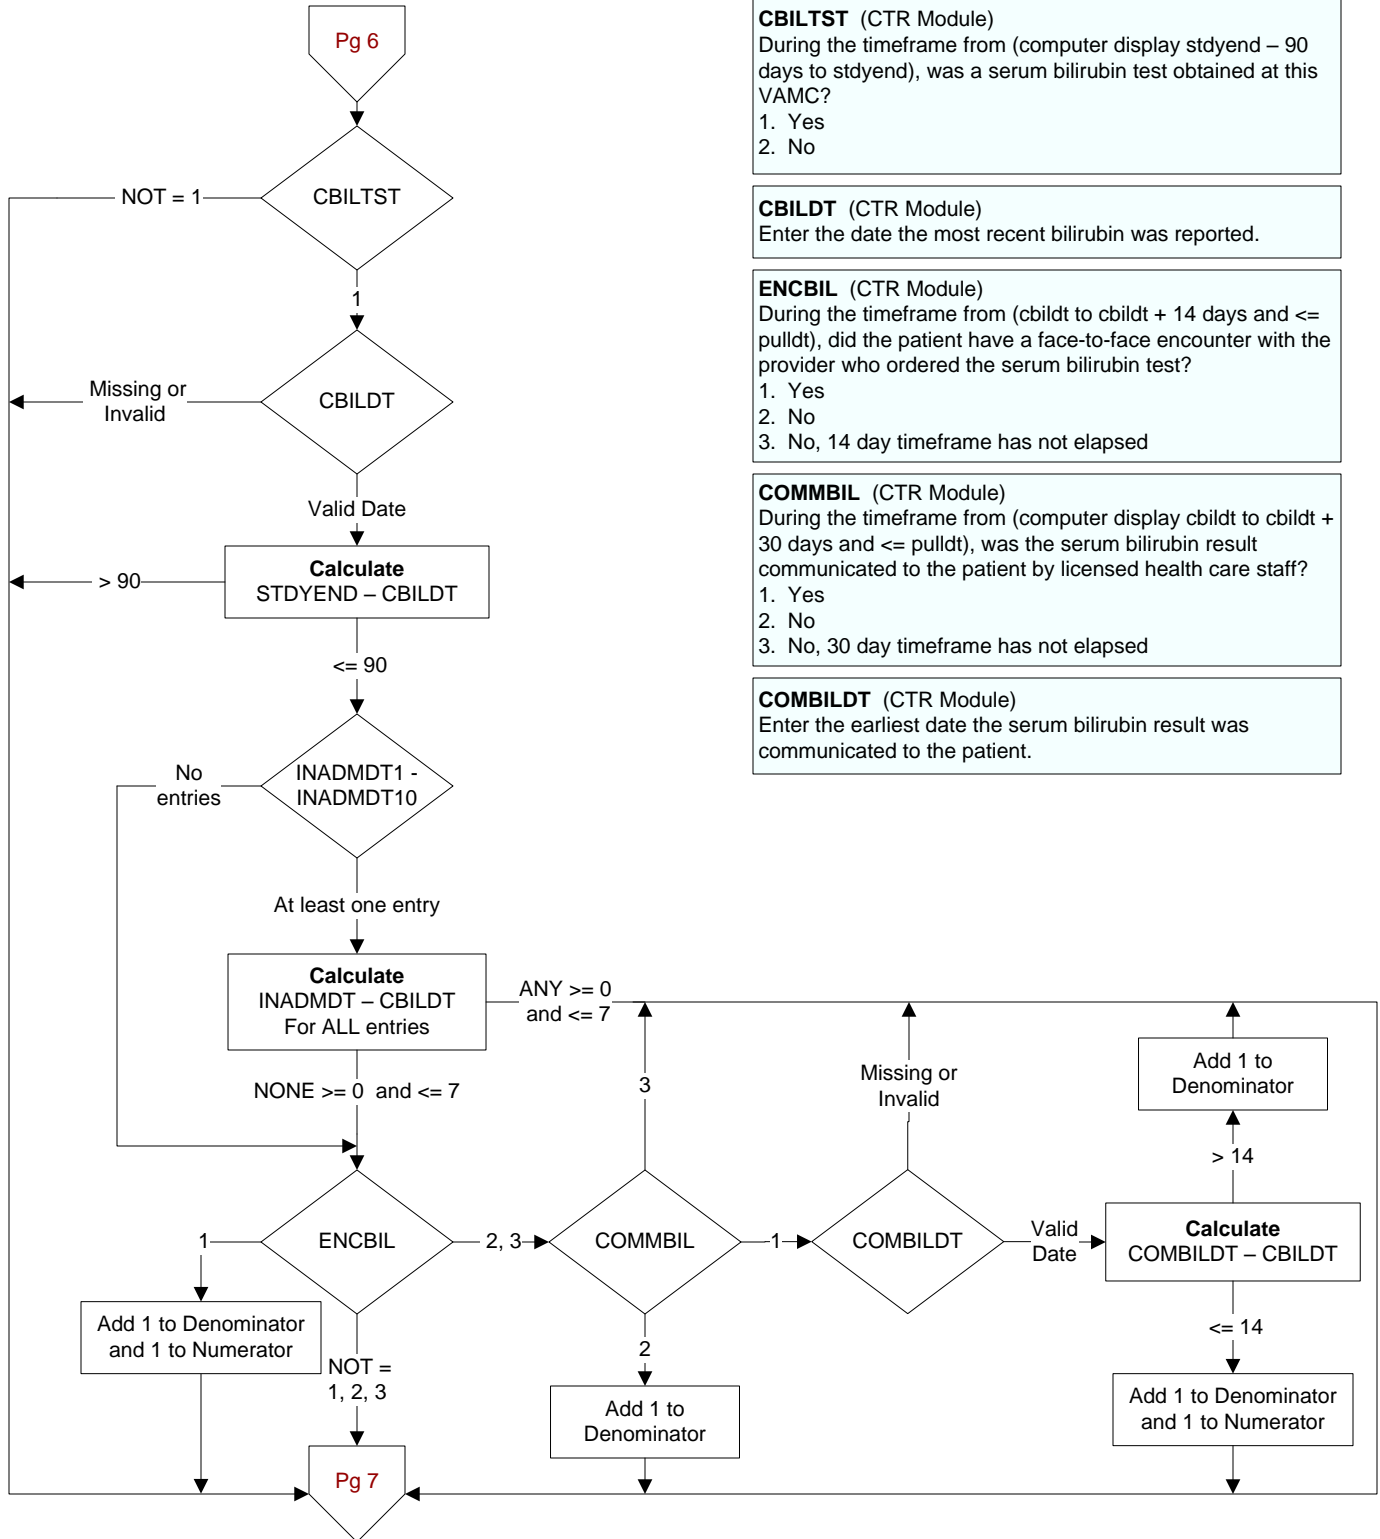 Pg 6
CBILTST
NOT = 1
1
CBILDT
Missing or
Invalid
Valid Date
Calculate
STDYEND – CBILDT
> 90
<= 90
INADMDT1 -
INADMDT10
No
entries
At least one entry
Calculate
INADMDT – CBILDT
For ALL entries
ANY >= 0
and <= 7
NONE >= 0 and <= 7
ENCBIL
1
Add 1 to Denominator
and 1 to Numerator
NOT =
1, 2, 3
2, 3
COMMBIL
3
2
Add 1 to
Denominator
1
COMBILDT
Missing or
Invalid
Valid
Date
Calculate
COMBILDT – CBILDT
> 14
Add 1 to
Denominator
<= 14
Add 1 to Denominator
and 1 to Numerator
Pg 7
CBILTST (CTR Module)
During the timeframe from (computer display stdyend – 90
days to stdyend), was a serum bilirubin test obtained at this
VAMC?
1. Yes
2. No
CBILDT (CTR Module)
Enter the date the most recent bilirubin was reported.
ENCBIL (CTR Module)
During the timeframe from (cbildt to cbildt + 14 days and <=
pulldt), did the patient have a face-to-face encounter with the
provider who ordered the serum bilirubin test?
1. Yes
2. No
3. No, 14 day timeframe has not elapsed
COMMBIL (CTR Module)
During the timeframe from (computer display cbildt to cbildt +
30 days and <= pulldt), was the serum bilirubin result
communicated to the patient by licensed health care staff?
1. Yes
2. No
3. No, 30 day timeframe has not elapsed
COMBILDT (CTR Module)
Enter the earliest date the serum bilirubin result was
communicated to the patient.